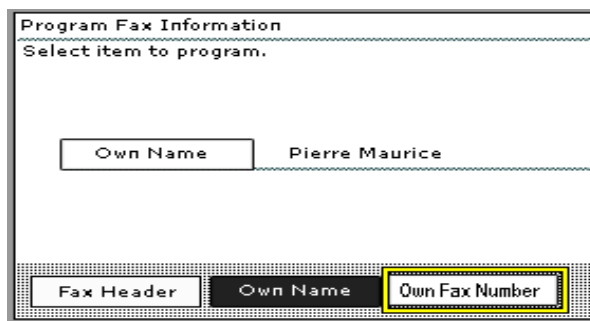 Program Fax Information
Select item to program.
Own Name Pierre Maurice
Fax Header Own Name Own Fax Number